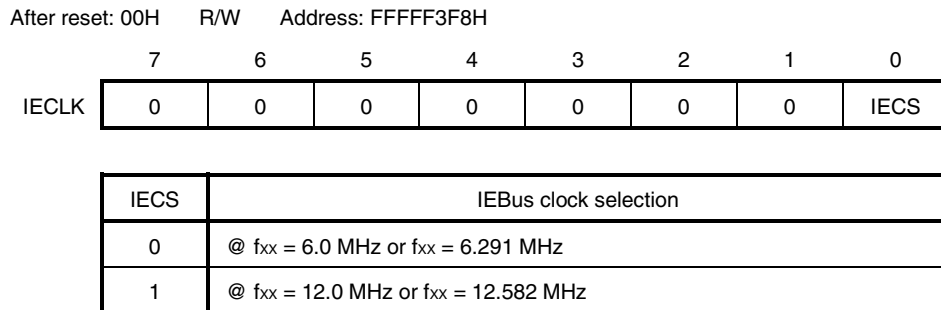 After reset: 00H R/W Address: FFFFF3F8H
7 6 5 4 3 2 1 0
IECLK 0 0 0 0 0 0 0 IECS
IECS IEBus clock selection
0 @ fxx = 6.0 MHz or fxx = 6.291 MHz
1 @ fxx = 12.0 MHz or fxx = 12.582 MHz